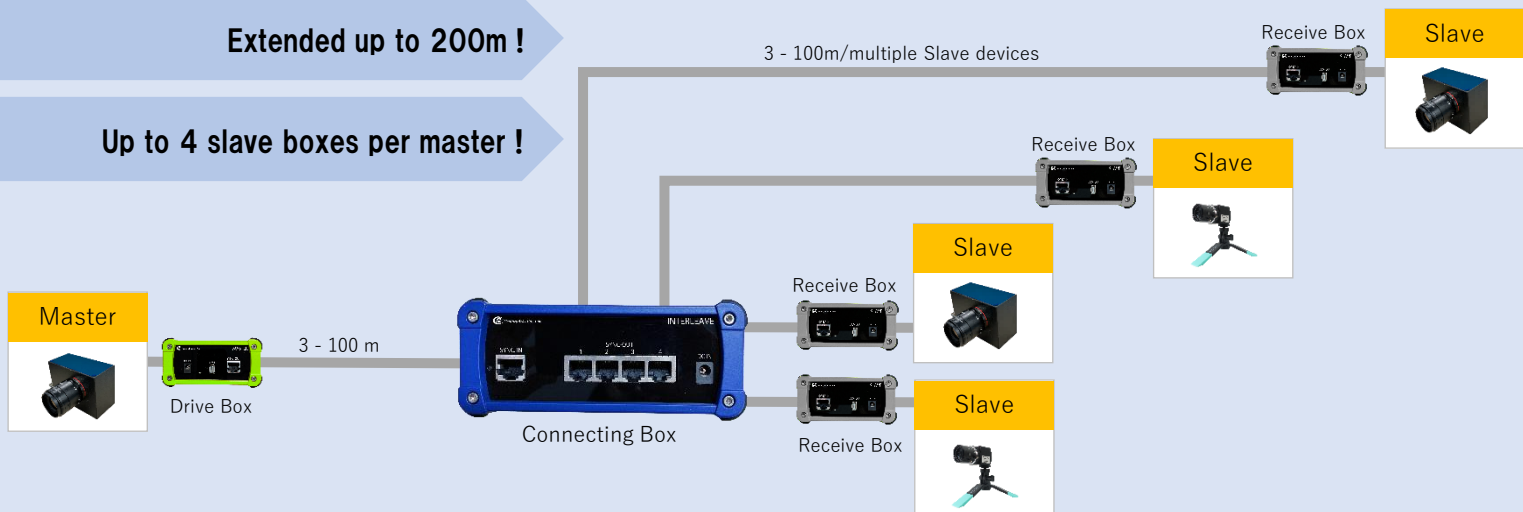 Extended up to 200m !
Up to 4 slave boxes per master !
3 - 100m/multiple Slave devices
Receive Box
Slave
Receive Box
Slave
Slave
Receive Box
Master
3 - 100 m
Drive Box
INTERLEAVE
SYNC IN
SYNC OUT
1 2 3 4
DC IN
Connecting Box
Slave
Receive Box